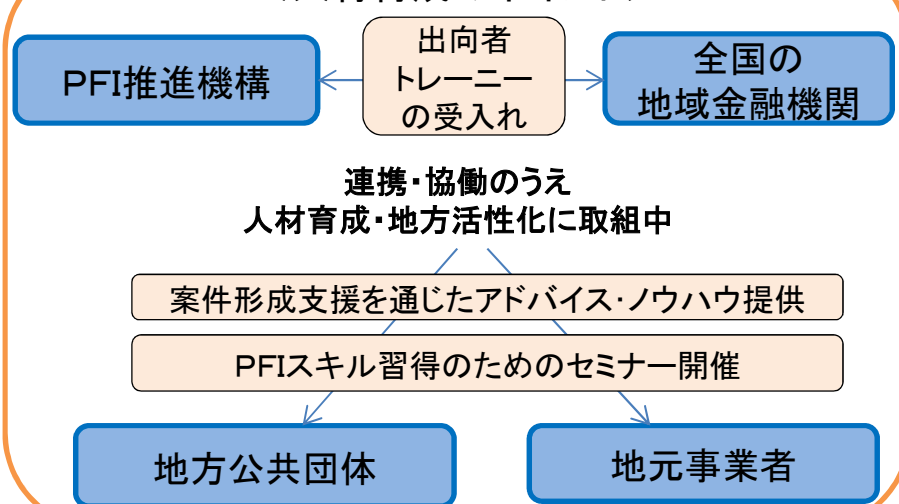 PFI推進機構
出向者
トレーニー
の受入れ
全国の
地域金融機関
連携・協働のうえ
人材育成・地方活性化に取組中
案件形成支援を通じたアドバイス・ノウハウ提供
PFIスキル習得のためのセミナー開催
地方公共団体
地元事業者